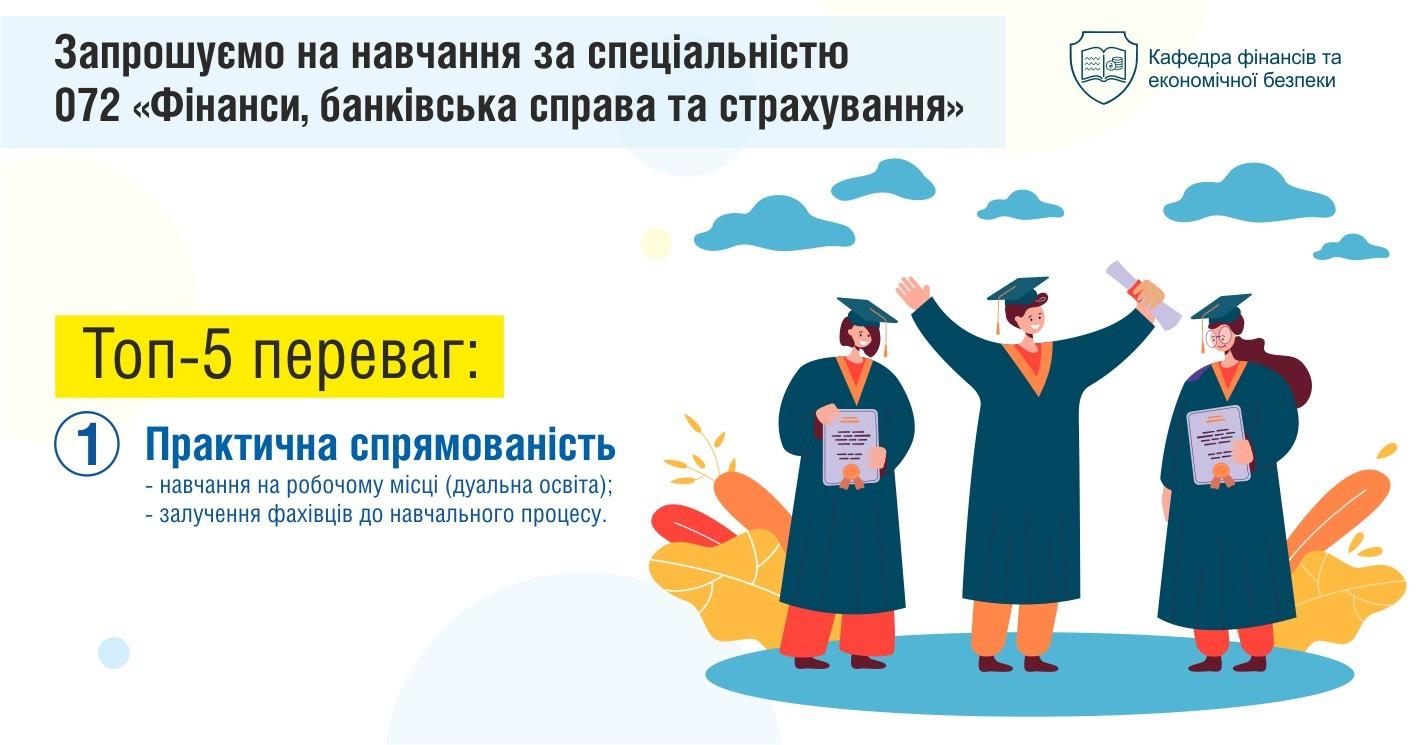 Запрошуємо на навчання за спеціальністю
072 «Фінанси, банківська справа та страхування»
Кафедра фінансів та
економічної безпеки
Топ-5 переваг:
1 Практична спрямованість
- навчання на робочому місці (дуальна освіта);
- залучення фахівців до навчального процесу.